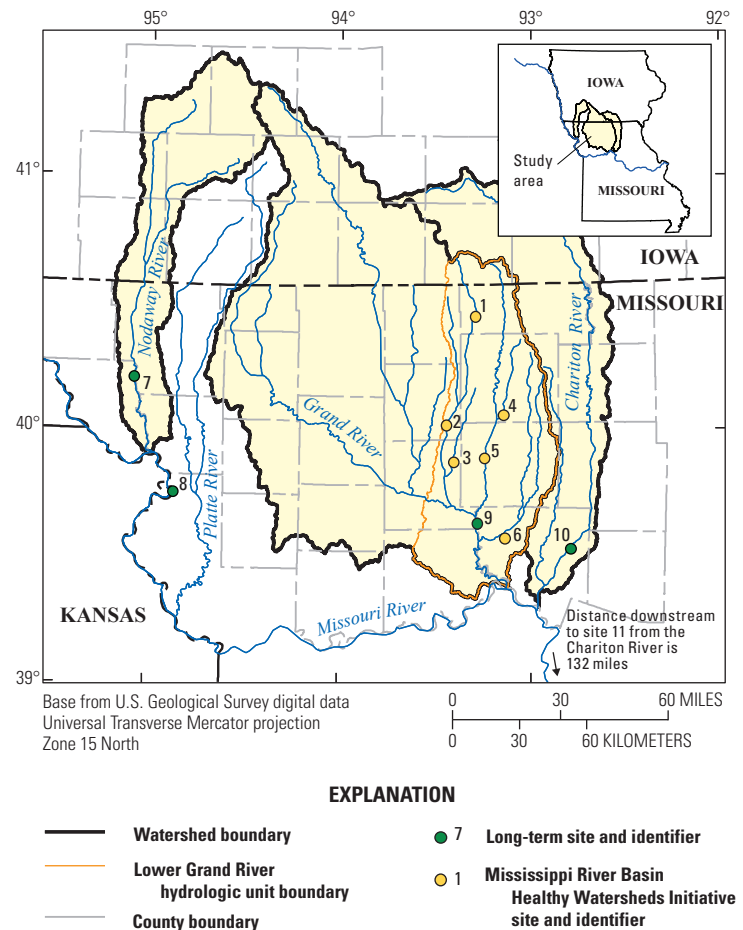 95°
94°
93°
92°
IOWA
Study
area
MISSOURI
41°
IOWA
MISSOURI
Nodaway River
Chariton River
1
7
2
4
40°
Grand River
3
5
8
Platte River
9
6
10
KANSAS
Missouri River
Distance downstream
to site 11 from the
Chariton River is
132 miles
39°
Base from U.S. Geological Survey digital data
Universal Transverse Mercator projection
Zone 15 North
0 30 60 MILES
0 30 60 KILOMETERS
EXPLANATION
Watershed boundary
Lower Grand River
hydrologic unit boundary
County boundary
7 Long-term site and identifier
1 Mississippi River Basin
Healthy Watersheds Initiative
site and identifier